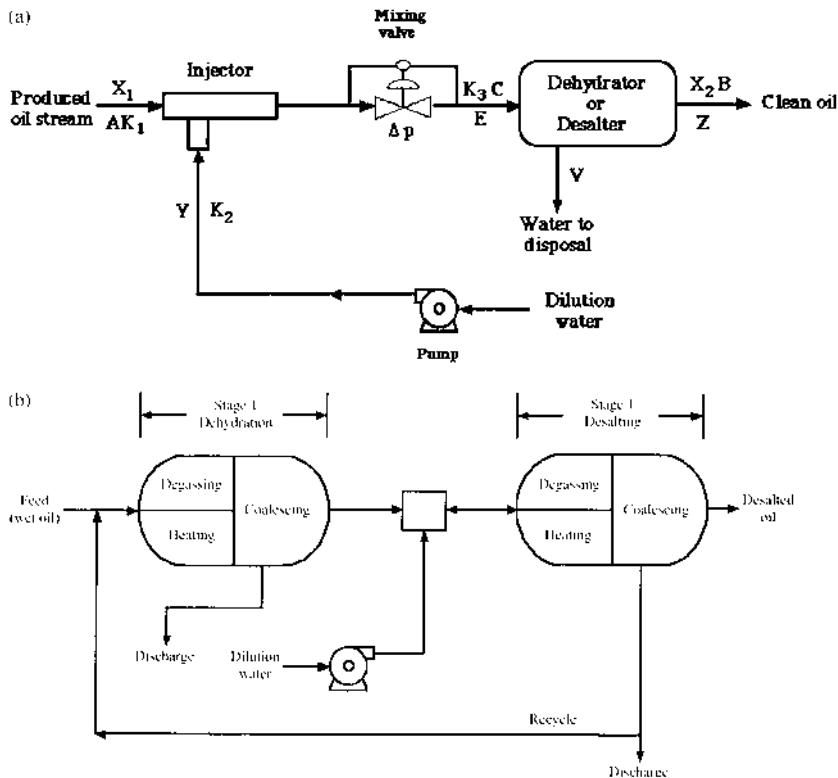 (a)
Mixing
valve
Injector
Produced
oil stream
X1
AK1
Δp
K3 C
E
Dehydrator
or
Desalter
X2 B
Z
Clean oil
V
Water to
disposal
Y K2
Dilution
water
Pump
(b)
Stage 1
Dehydration
Stage 1
Desalting
Feed
(wet oil)
Degassing
Heating
Coalescing
Degassing
Heating
Coalescing
Desalted
oil
Discharge
Dilution
water
Recycle
Discharge